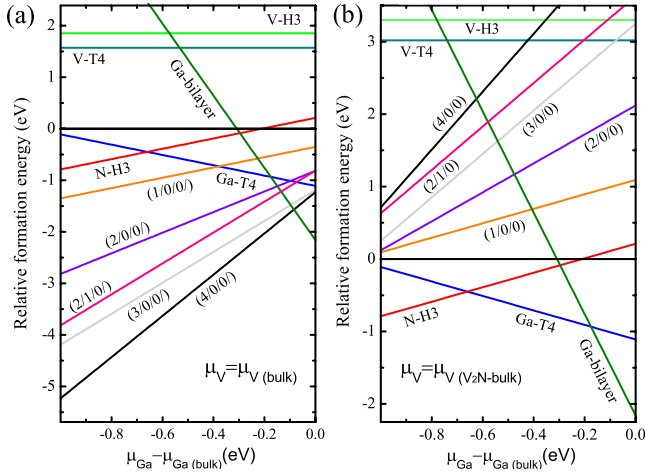 (a)
2
1
0
-1
-2
-3
-4
-5
Relative formation energy (eV)
V-H3
V-T4
Ga-bilayer
N-H3
Ga-T4
(1/0/0/)
(2/0/0/)
(2/1/0/)
(3/0/0/)
(4/0/0/)
μV=μV (bulk)
-0.8
-0.6
-0.4
-0.2
0.0
μGa−μGa (bulk)(eV)
(b)
3
2
1
0
-1
-2
Relative formation energy (eV)
V-H3
V-T4
(4/0/0)
(2/1/0)
(3/0/0)
(2/0/0)
(1/0/0)
N-H3
Ga-T4
Ga-bilayer
μV=μV (V2N-bulk)
-0.8
-0.6
-0.4
-0.2
0.0
μGa−μGa (bulk)(eV)